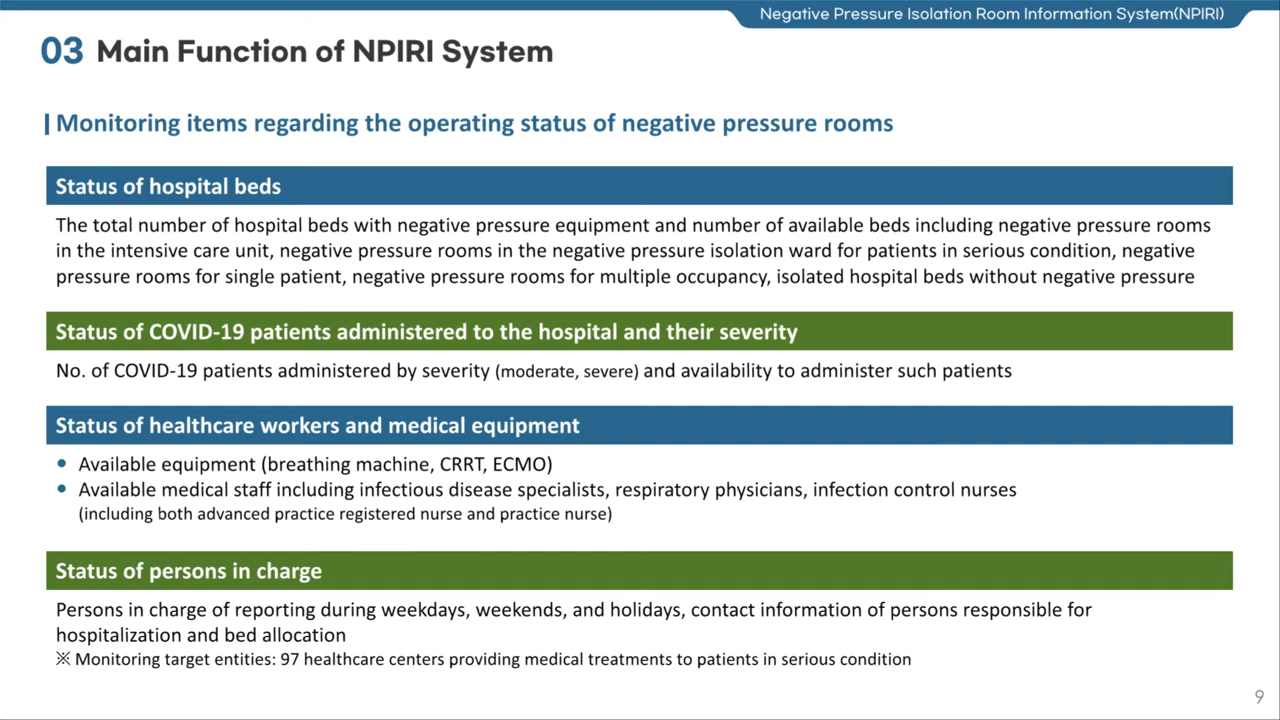 Negative Pressure Isolation Room Information System(NPIRI)
03 Main Function of NPIRI System
Monitoring items regarding the operating status of negative pressure rooms
Status of hospital beds
The total number of hospital beds with negative pressure equipment and number of available beds including negative pressure rooms
in the intensive care unit, negative pressure rooms in the negative pressure isolation ward for patients in serious condition, negative
pressure rooms for single patient, negative pressure rooms for multiple occupancy, isolated hospital beds without negative pressure
Status of COVID-19 patients administered to the hospital and their severity
No. of COVID-19 patients administered by severity (moderate, severe) and availability to administer such patients
Status of healthcare workers and medical equipment
• Available equipment (breathing machine, CRRT, ECMO)
• Available medical staff including infectious disease specialists, respiratory physicians, infection control nurses
(including both advanced practice registered nurse and practice nurse)
Status of persons in charge
Persons in charge of reporting during weekdays, weekends, and holidays, contact information of persons responsible for
hospitalization and bed allocation
※ Monitoring target entities: 97 healthcare centers providing medical treatments to patients in serious condition
9